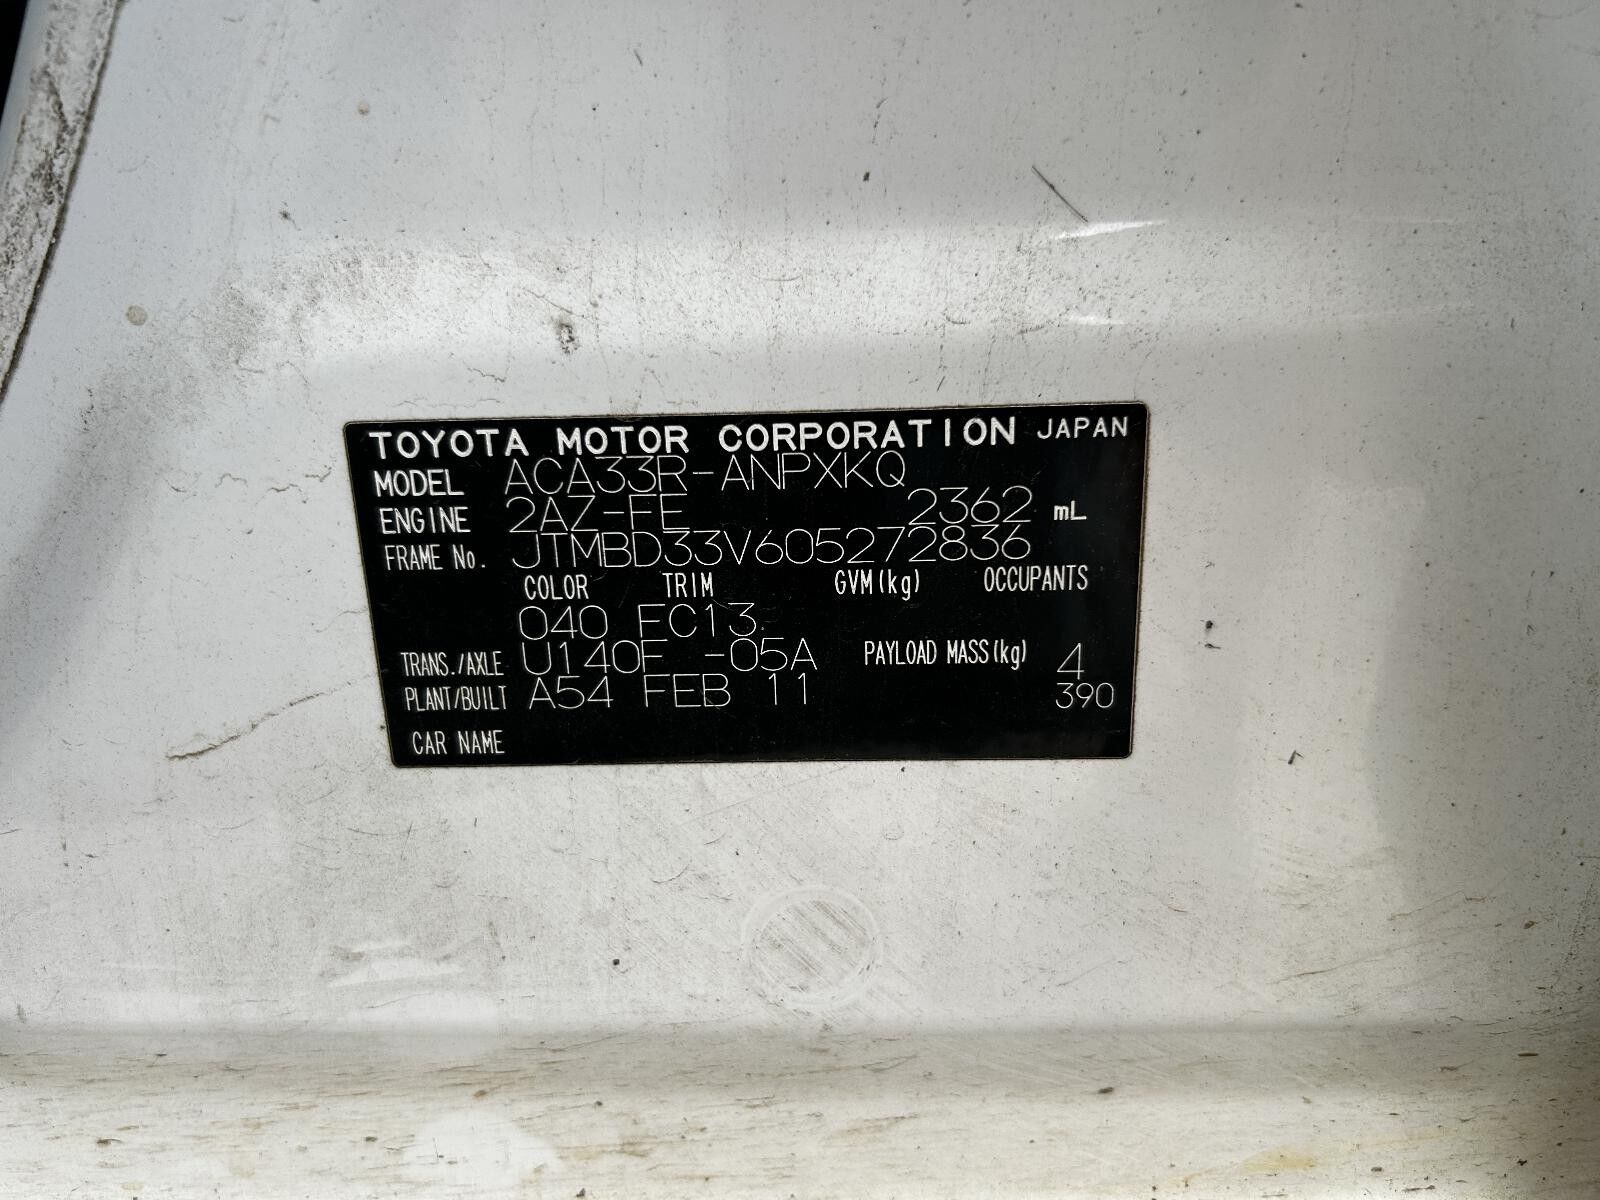 TOYOTA MOTOR CORPORATION JAPAN
MODEL ACA33R-ANPXKQ
ENGINE 2AZ-FE 2362 mL
FRAME No. JTMBD33V605272836
COLOR TRIM GVM(kg) OCCUPANTS
040 FC13
TRANS./AXLE U140F -05A PAYLOAD MASS(kg) 4
PLANT/BUILT A54 FEB 11 390
CAR NAME